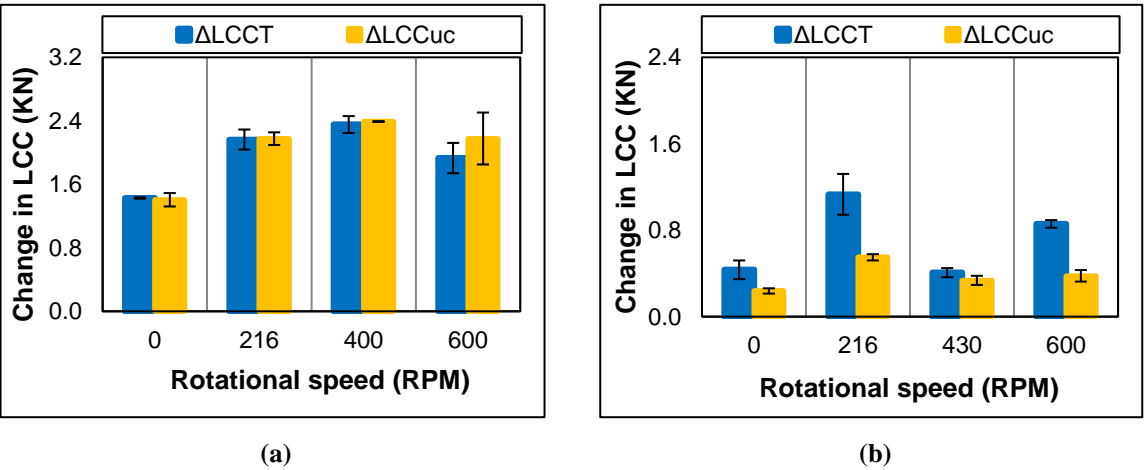 ΔLCCT ΔLCCuc
Change in LCC (KN)
3.2
2.4
1.6
0.8
0.0
0 216 400 600
Rotational speed (RPM)
(a)
ΔLCCT ΔLCCuc
Change in LCC (KN)
2.4
1.6
0.8
0.0
0 216 430 600
Rotational speed (RPM)
(b)